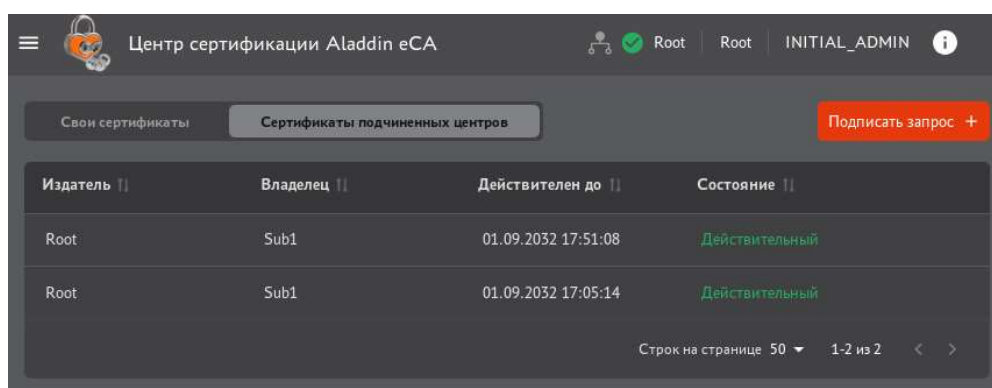 Центр сертификации Aladdin eCA Root Root INITIAL_ADMIN i
Свои сертификаты Сертификаты подчиненных центров Подписать запрос +
Издатель Владелец Действителен до Состояние
Root Sub1 01.09.2032 17:51:08 Действительный
Root Sub1 01.09.2032 17:05:14 Действительный
Строк на странице 50 1-2 из 2